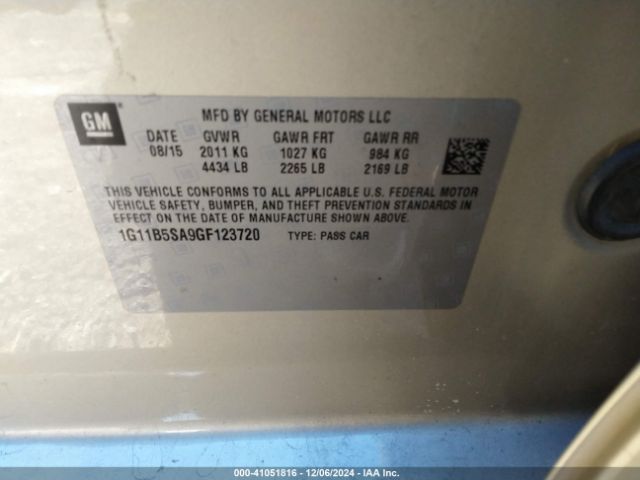 GM
MFD BY GENERAL MOTORS LLC
DATE GVWR GAWR FRT GAWR RR
08/15 2011 KG 1027 KG 984 KG
4434 LB 2265 LB 2169 LB
THIS VEHICLE CONFORMS TO ALL APPLICABLE U.S. FEDERAL MOTOR
VEHICLE SAFETY, BUMPER, AND THEFT PREVENTION STANDARDS IN
EFFECT ON THE DATE OF MANUFACTURE SHOWN ABOVE.
1G11B5SA9GF123720 TYPE: PASS CAR
000-41051816 - 12/06/2024 - IAA Inc.